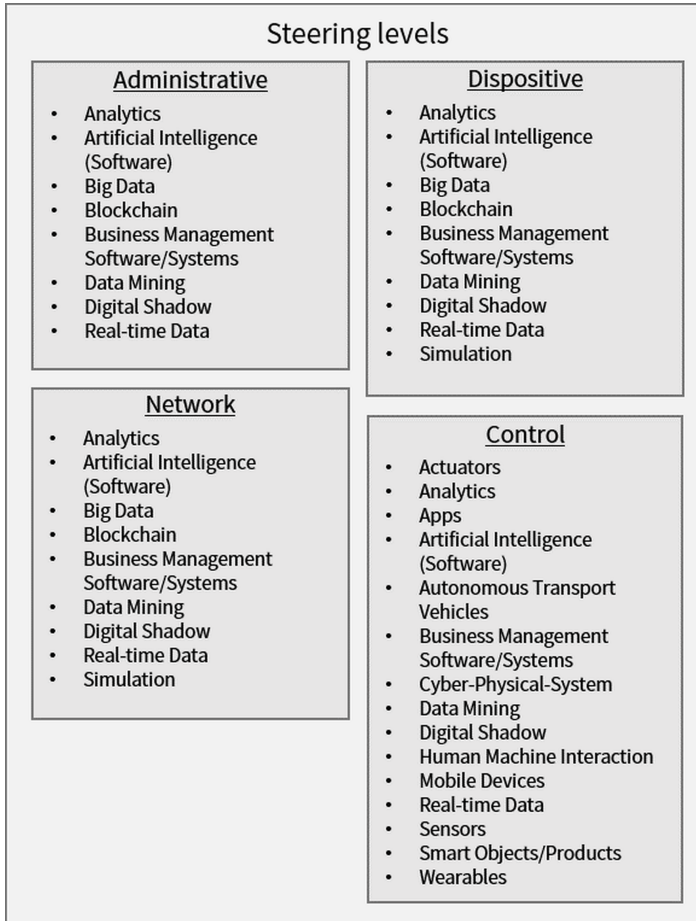 Steering levels
Administrative
• Analytics
• Artificial Intelligence
(Software)
• Big Data
• Blockchain
• Business Management
Software/Systems
• Data Mining
• Digital Shadow
• Real-time Data
Dispositive
• Analytics
• Artificial Intelligence
(Software)
• Big Data
• Blockchain
• Business Management
Software/Systems
• Data Mining
• Digital Shadow
• Real-time Data
• Simulation
Network
• Analytics
• Artificial Intelligence
(Software)
• Big Data
• Blockchain
• Business Management
Software/Systems
• Data Mining
• Digital Shadow
• Real-time Data
• Simulation
Control
• Actuators
• Analytics
• Apps
• Artificial Intelligence
(Software)
• Autonomous Transport
Vehicles
• Business Management
Software/Systems
• Cyber-Physical-System
• Data Mining
• Digital Shadow
• Human Machine Interaction
• Mobile Devices
• Real-time Data
• Sensors
• Smart Objects/Products
• Wearables